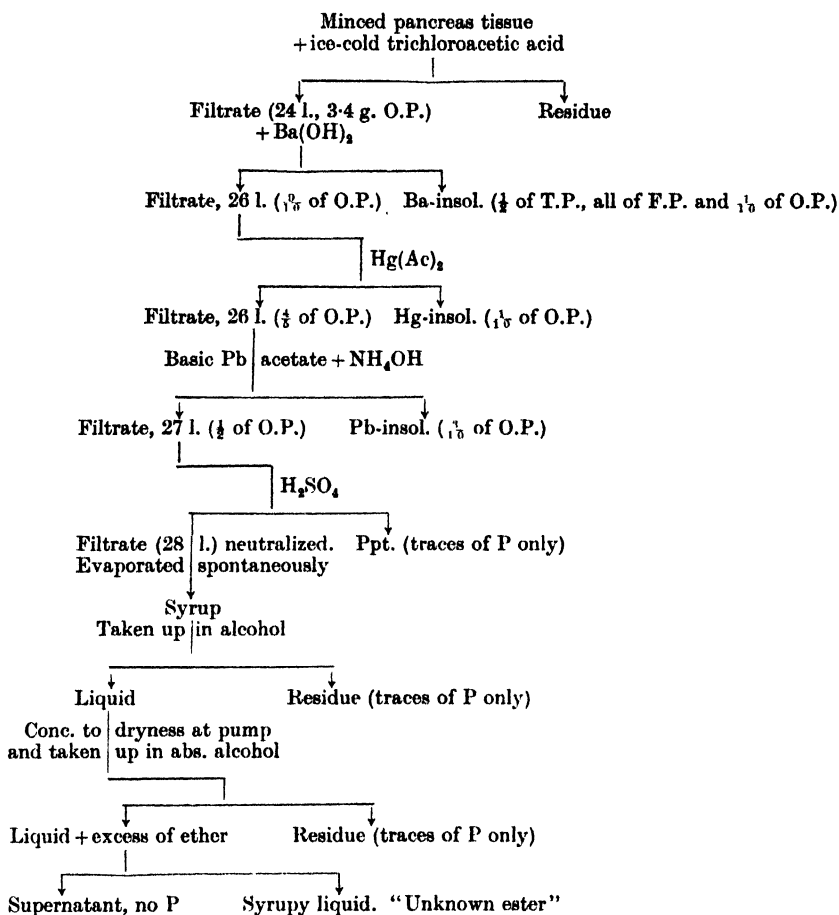 Minced pancreas tissue
+ice-cold trichloroacetic acid
Filtrate (24 l., 3·4 g. O.P.) Residue
+Ba(OH)₂
Filtrate, 26 l. (9/10 of O.P.) Ba-insol. (½ of T.P., all of F.P. and 1/10 of O.P.)
Hg(Ac)₂
Filtrate, 26 l. (4/5 of O.P.) Hg-insol. (1/10 of O.P.)
Basic Pb acetate + NH₄OH
Filtrate, 27 l. (½ of O.P.) Pb-insol. (3/10 of O.P.)
H₂SO₄
Filtrate (28 l.) neutralized. Ppt. (traces of P only)
Evaporated spontaneously
Syrup
Taken up in alcohol
Liquid Residue (traces of P only)
Conc. to dryness at pump
and taken up in abs. alcohol
Liquid + excess of ether Residue (traces of P only)
Supernatant, no P Syrupy liquid. "Unknown ester"